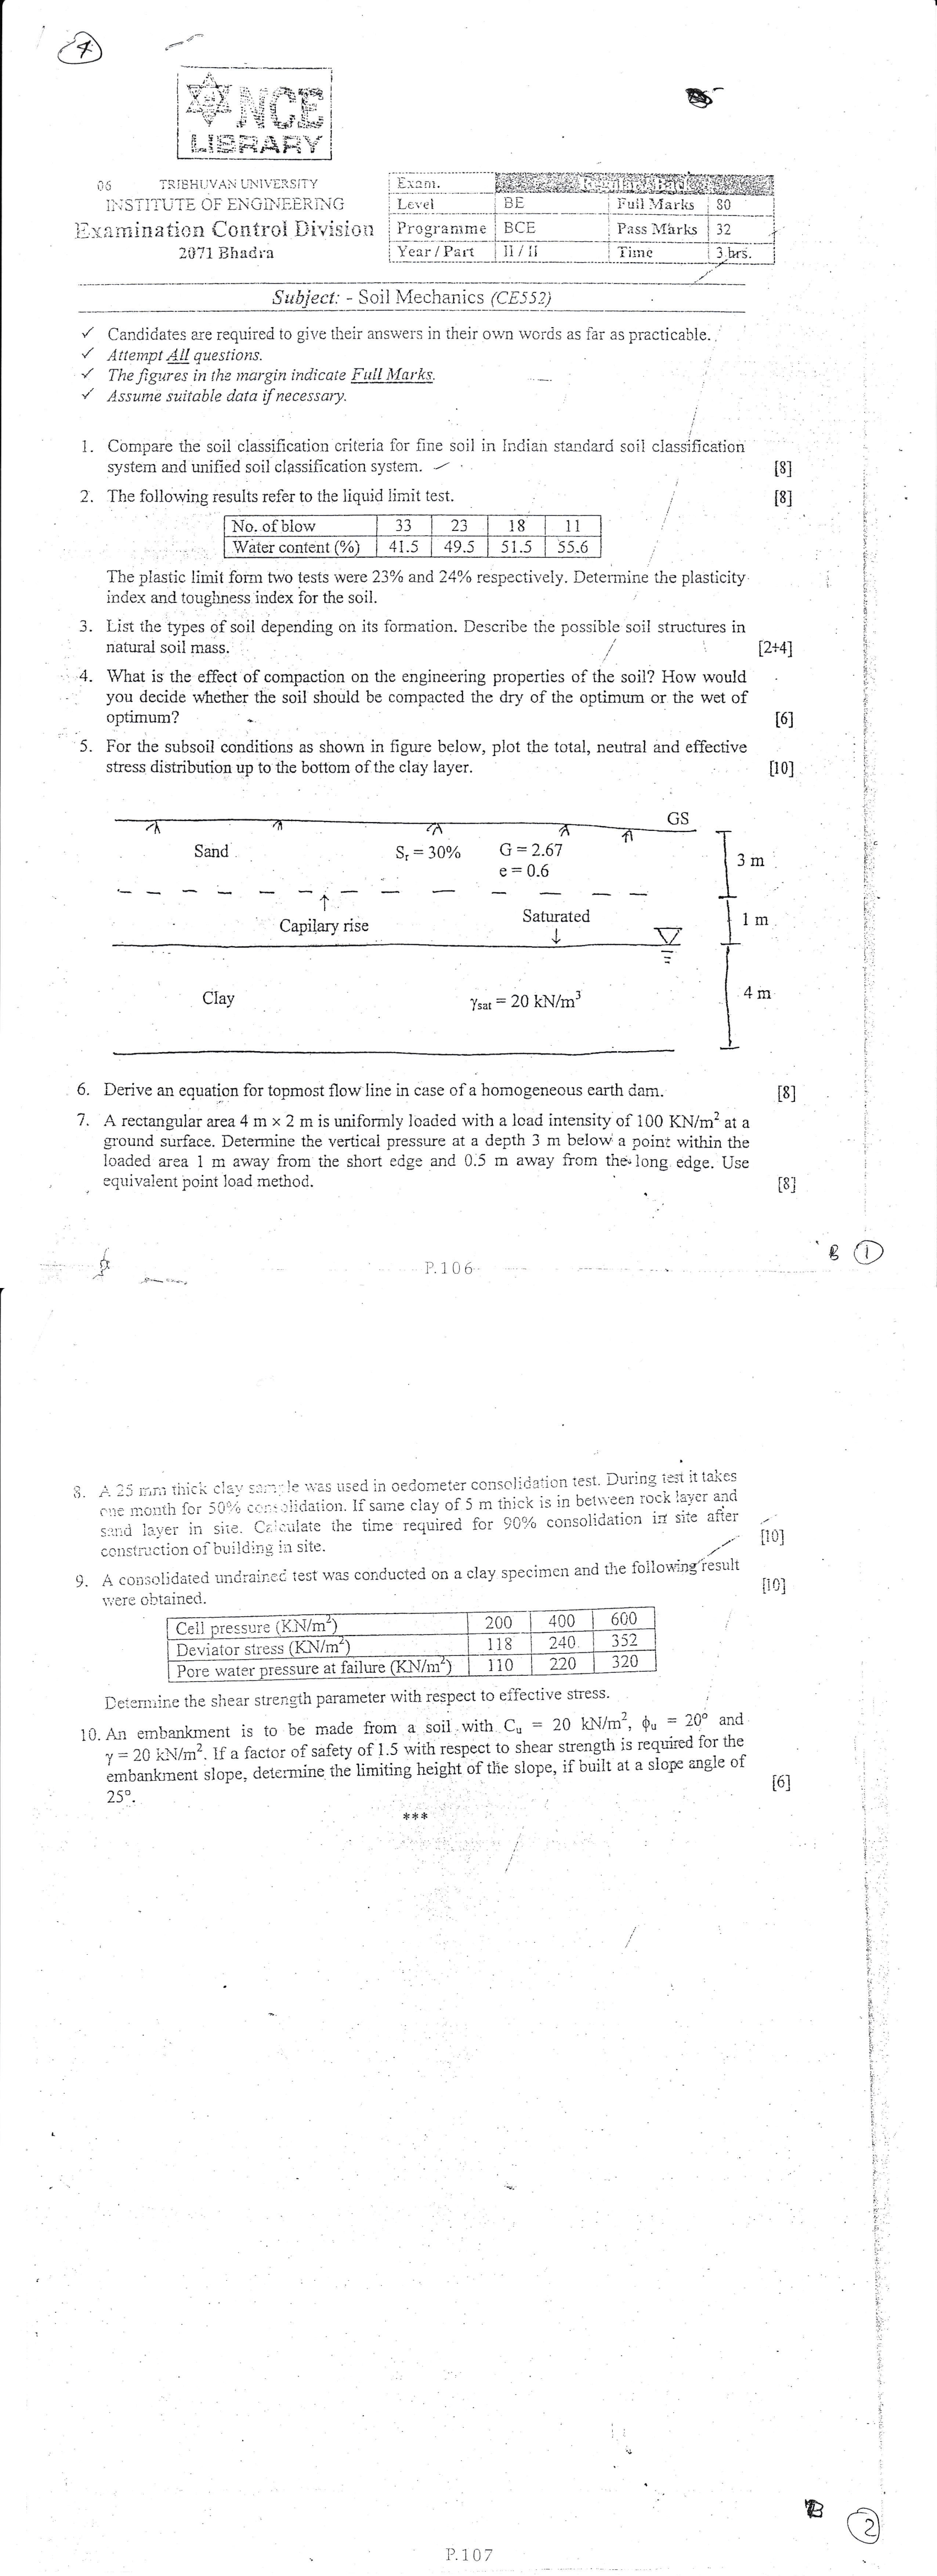 4
NCE
LIBRARY
06 TRIBHUVAN UNIVERSITY
INSTITUTE OF ENGINEERING
Examination Control Division
2071 Bhadra
Exam. Regular / Back
Level BE Full Marks 80
Programme BCE Pass Marks 32
Year / Part II / II Time 3 hrs.
Subject: - Soil Mechanics (CE552)
✓ Candidates are required to give their answers in their own words as far as practicable.
✓ Attempt All questions.
✓ The figures in the margin indicate Full Marks.
✓ Assume suitable data if necessary.
1. Compare the soil classification criteria for fine soil in Indian standard soil classification
system and unified soil classification system. [8]
2. The following results refer to the liquid limit test. [8]
No. of blow 33 23 18 11
Water content (%) 41.5 49.5 51.5 55.6
The plastic limit form two tests were 23% and 24% respectively. Determine the plasticity
index and toughness index for the soil.
3. List the types of soil depending on its formation. Describe the possible soil structures in
natural soil mass. [2+4]
4. What is the effect of compaction on the engineering properties of the soil? How would
you decide whether the soil should be compacted the dry of the optimum or the wet of
optimum? [6]
5. For the subsoil conditions as shown in figure below, plot the total, neutral and effective
stress distribution up to the bottom of the clay layer. [10]
GS
Sand Sr = 30% G = 2.67
e = 0.6
3 m
Capilary rise Saturated 1 m
Clay γsat = 20 kN/m³ 4 m
6. Derive an equation for topmost flow line in case of a homogeneous earth dam. [8]
7. A rectangular area 4 m × 2 m is uniformly loaded with a load intensity of 100 KN/m² at a
ground surface. Determine the vertical pressure at a depth 3 m below a point within the
loaded area 1 m away from the short edge and 0.5 m away from the long edge. Use
equivalent point load method. [8]
B 1
P.106
8. A 25 mm thick clay sample was used in oedometer consolidation test. During test it takes
one month for 50% consolidation. If same clay of 5 m thick is in between rock layer and
sand layer in site. Calculate the time required for 90% consolidation in site after
construction of building in site. [10]
9. A consolidated undrained test was conducted on a clay specimen and the following result
were obtained. [10]
Cell pressure (KN/m²) 200 400 600
Deviator stress (KN/m²) 118 240 352
Pore water pressure at failure (KN/m²) 110 220 320
Determine the shear strength parameter with respect to effective stress.
10. An embankment is to be made from a soil with Cu = 20 kN/m², ϕu = 20° and
γ = 20 kN/m². If a factor of safety of 1.5 with respect to shear strength is required for the
embankment slope, determine the limiting height of the slope, if built at a slope angle of
25°. [6]
***
B 2
P.107